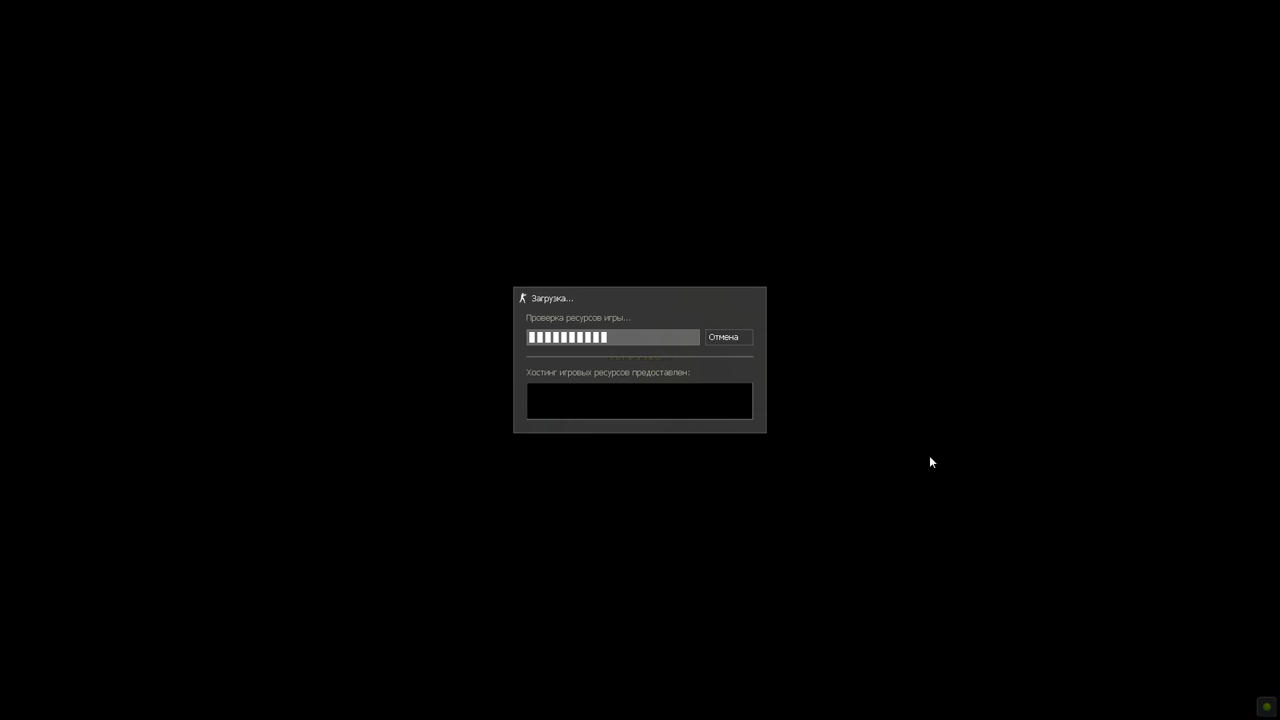 Загрузка...
Проверка ресурсов игры...
Отмена
Хостинг игровых ресурсов предоставлен: